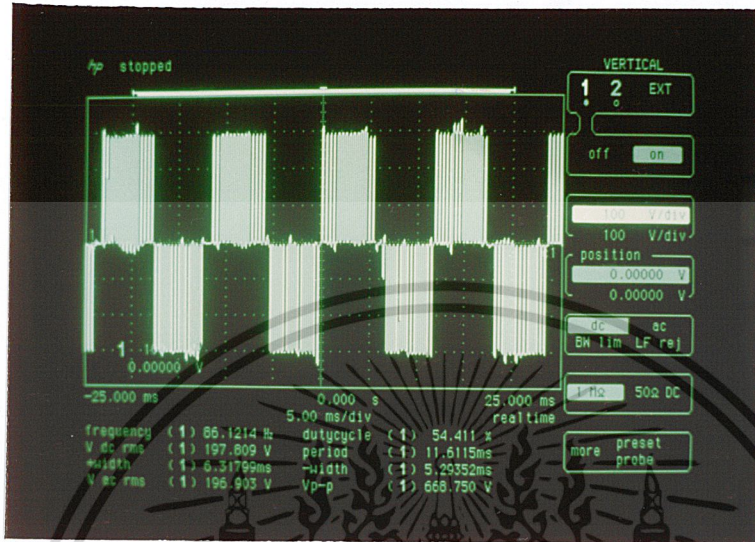 hp stopped
VERTICAL
1 2 EXT
off on
100 V/div
100 V/div
position
0.00000 V
0.00000 V
dc ac
BW lim LF rej
1 MΩ 50Ω DC
more preset
probe
1
0.00000 V
-25.000 ms 0.000 s 25.000 ms
5.00 ms/div realtime
frequency (1) 86.1214 Hz dutycycle (1) 54.411 %
V dc rms (1) 197.809 V period (1) 11.6115ms
+width (1) 6.31799ms -width (1) 5.29352ms
V ac rms (1) 196.903 V Vp-p (1) 668.750 V